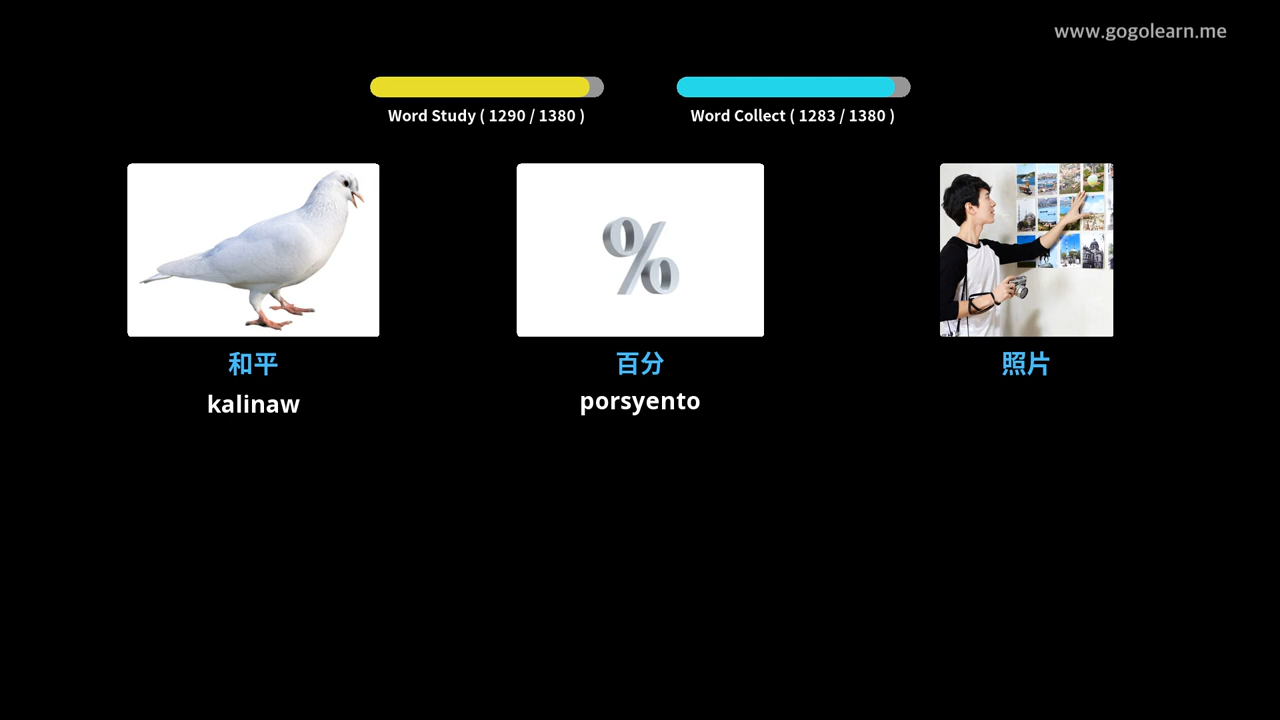 www.gogolearn.me
Word Study ( 1290 / 1380 )
Word Collect ( 1283 / 1380 )
%
和平
百分
照片
kalinaw
porsyento